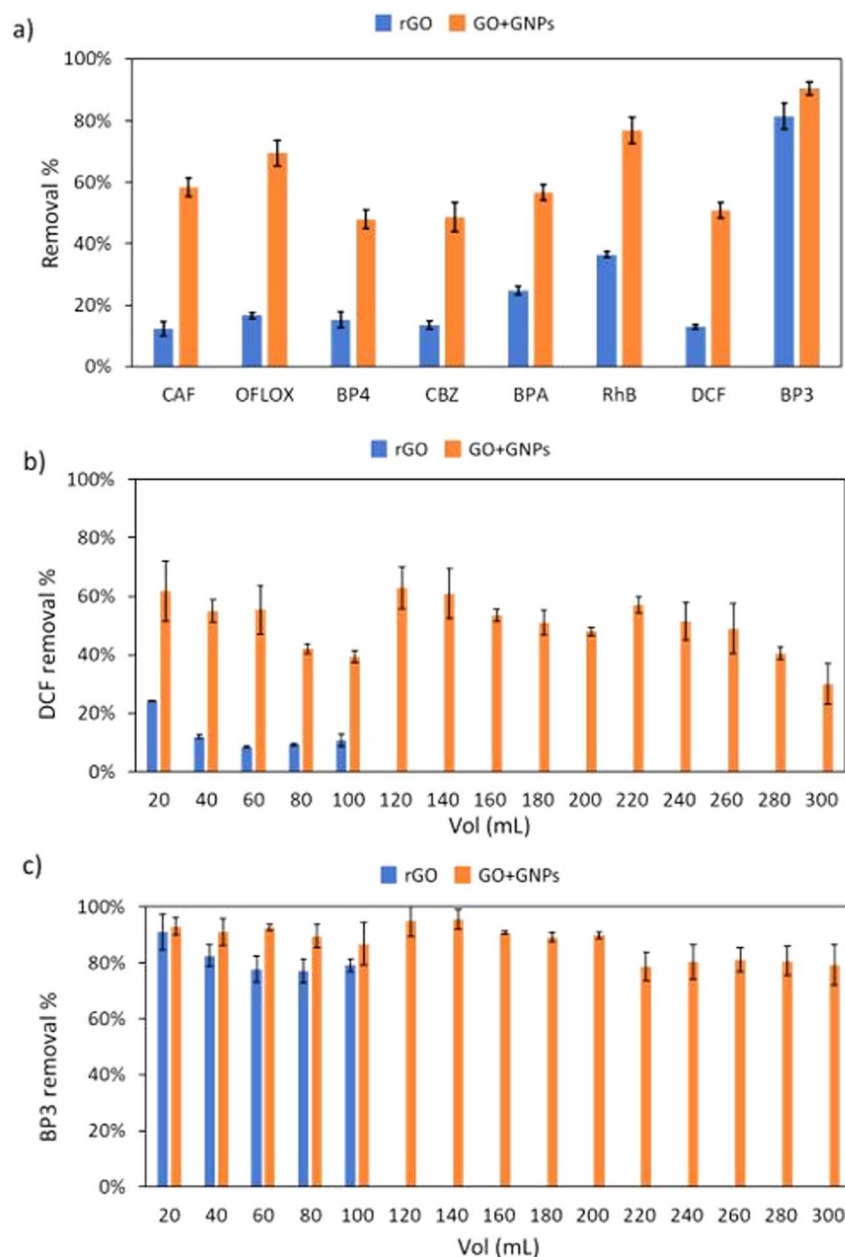 a)
rGO GO+GNPs
Removal %
100%
80%
60%
40%
20%
0%
CAF OFLOX BP4 CBZ BPA RhB DCF BP3
b)
rGO GO+GNPs
DCF removal %
100%
80%
60%
40%
20%
0%
20 40 60 80 100 120 140 160 180 200 220 240 260 280 300
Vol (mL)
c)
rGO GO+GNPs
BP3 removal %
100%
80%
60%
40%
20%
0%
20 40 60 80 100 120 140 160 180 200 220 240 260 280 300
Vol (mL)